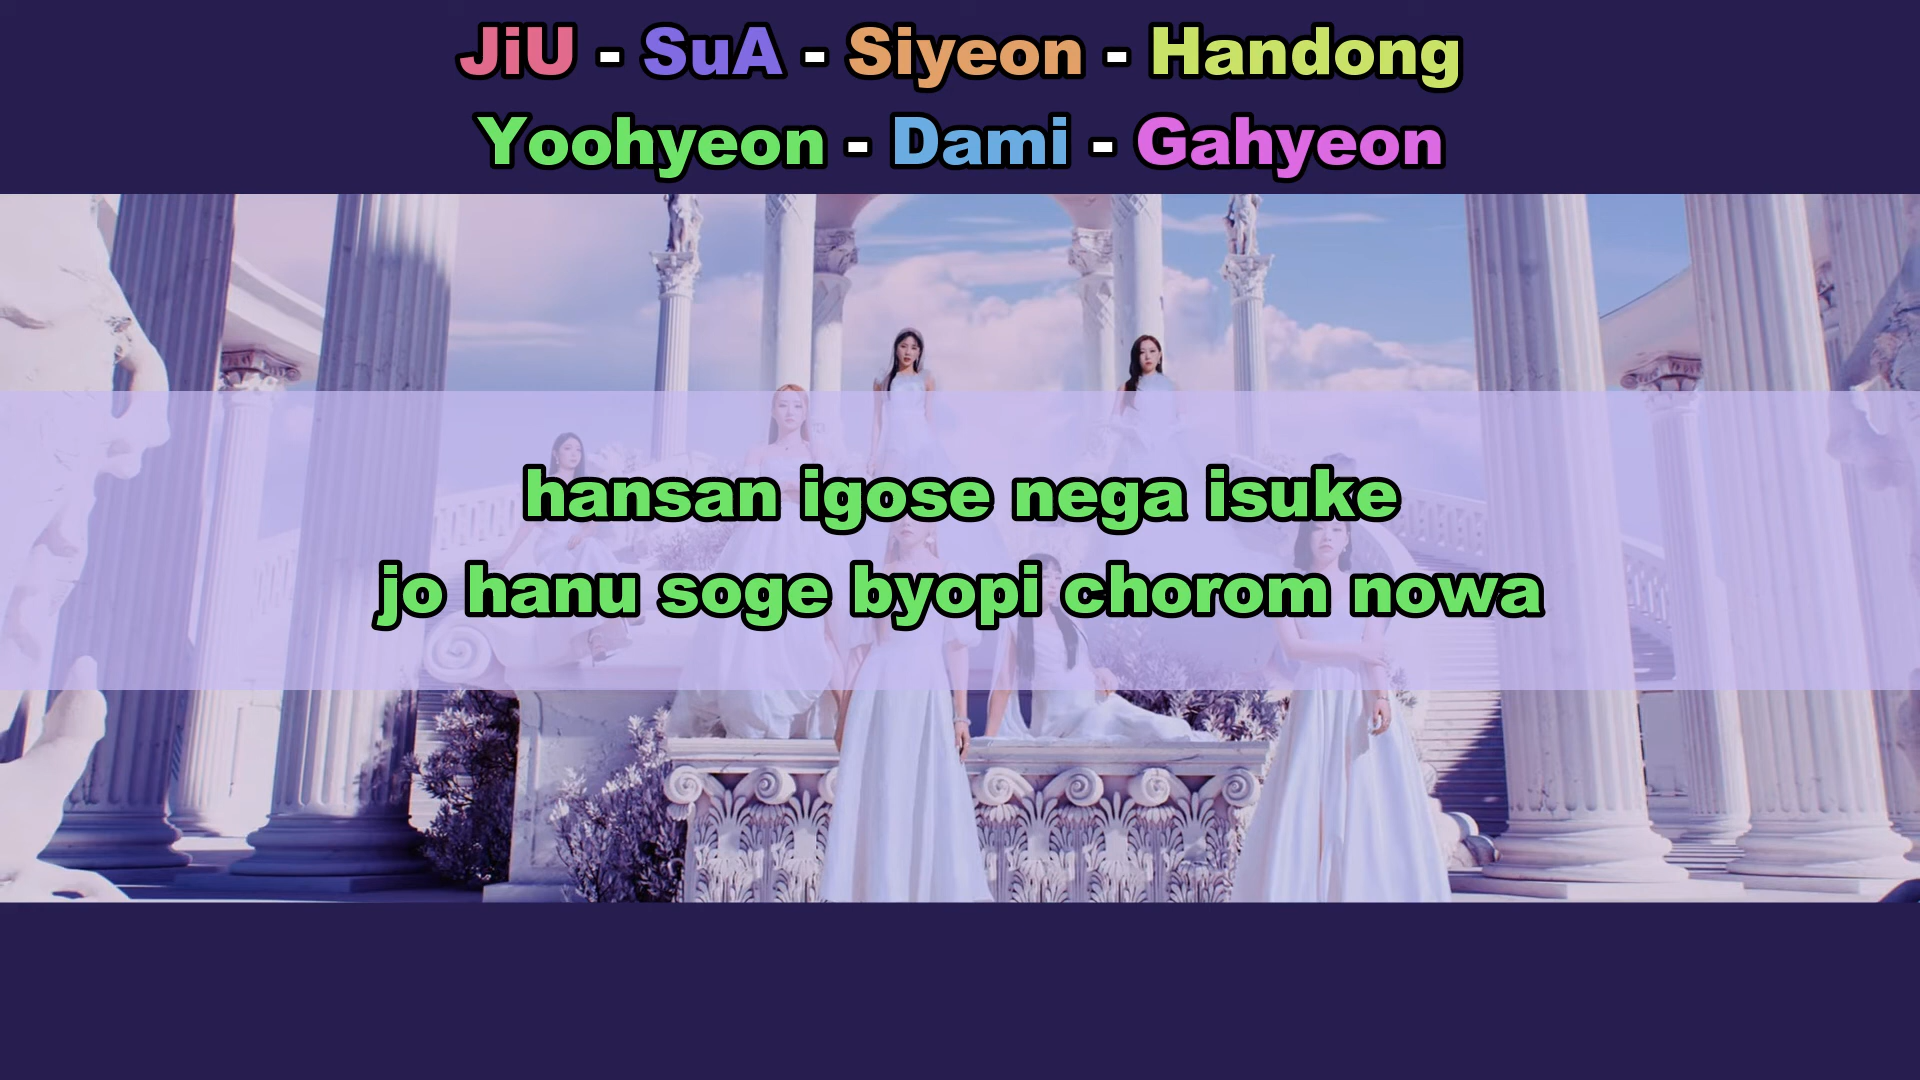 JiU - SuA - Siyeon - Handong
Yoohyeon - Dami - Gahyeon
hansan igose nega isuke
jo hanu soge byopi chorom nowa